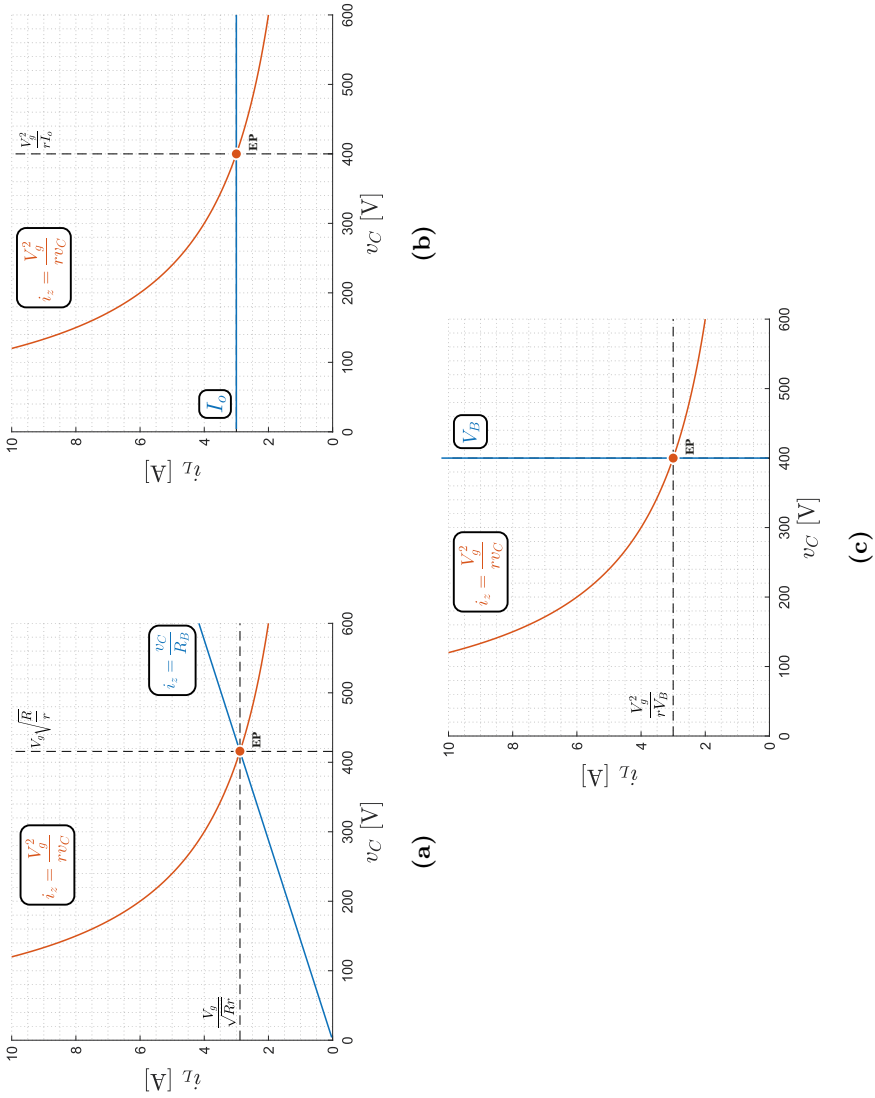 10
8
6
4
2
0
i_L [A]
0 100 200 300 400 500 600
v_C [V]
i_z = V_g^2 / (r v_C)
i_z = v_C / R_B
V_g √(R/r)
V_g / √(Rr)
EP
(a)
10
8
6
4
2
0
i_L [A]
0 100 200 300 400 500 600
v_C [V]
i_z = V_g^2 / (r v_C)
I_o
V_g^2 / (r I_o)
EP
(b)
10
8
6
4
2
0
i_L [A]
0 100 200 300 400 500 600
v_C [V]
i_z = V_g^2 / (r v_C)
V_B
V_g^2 / (r V_B)
EP
(c)